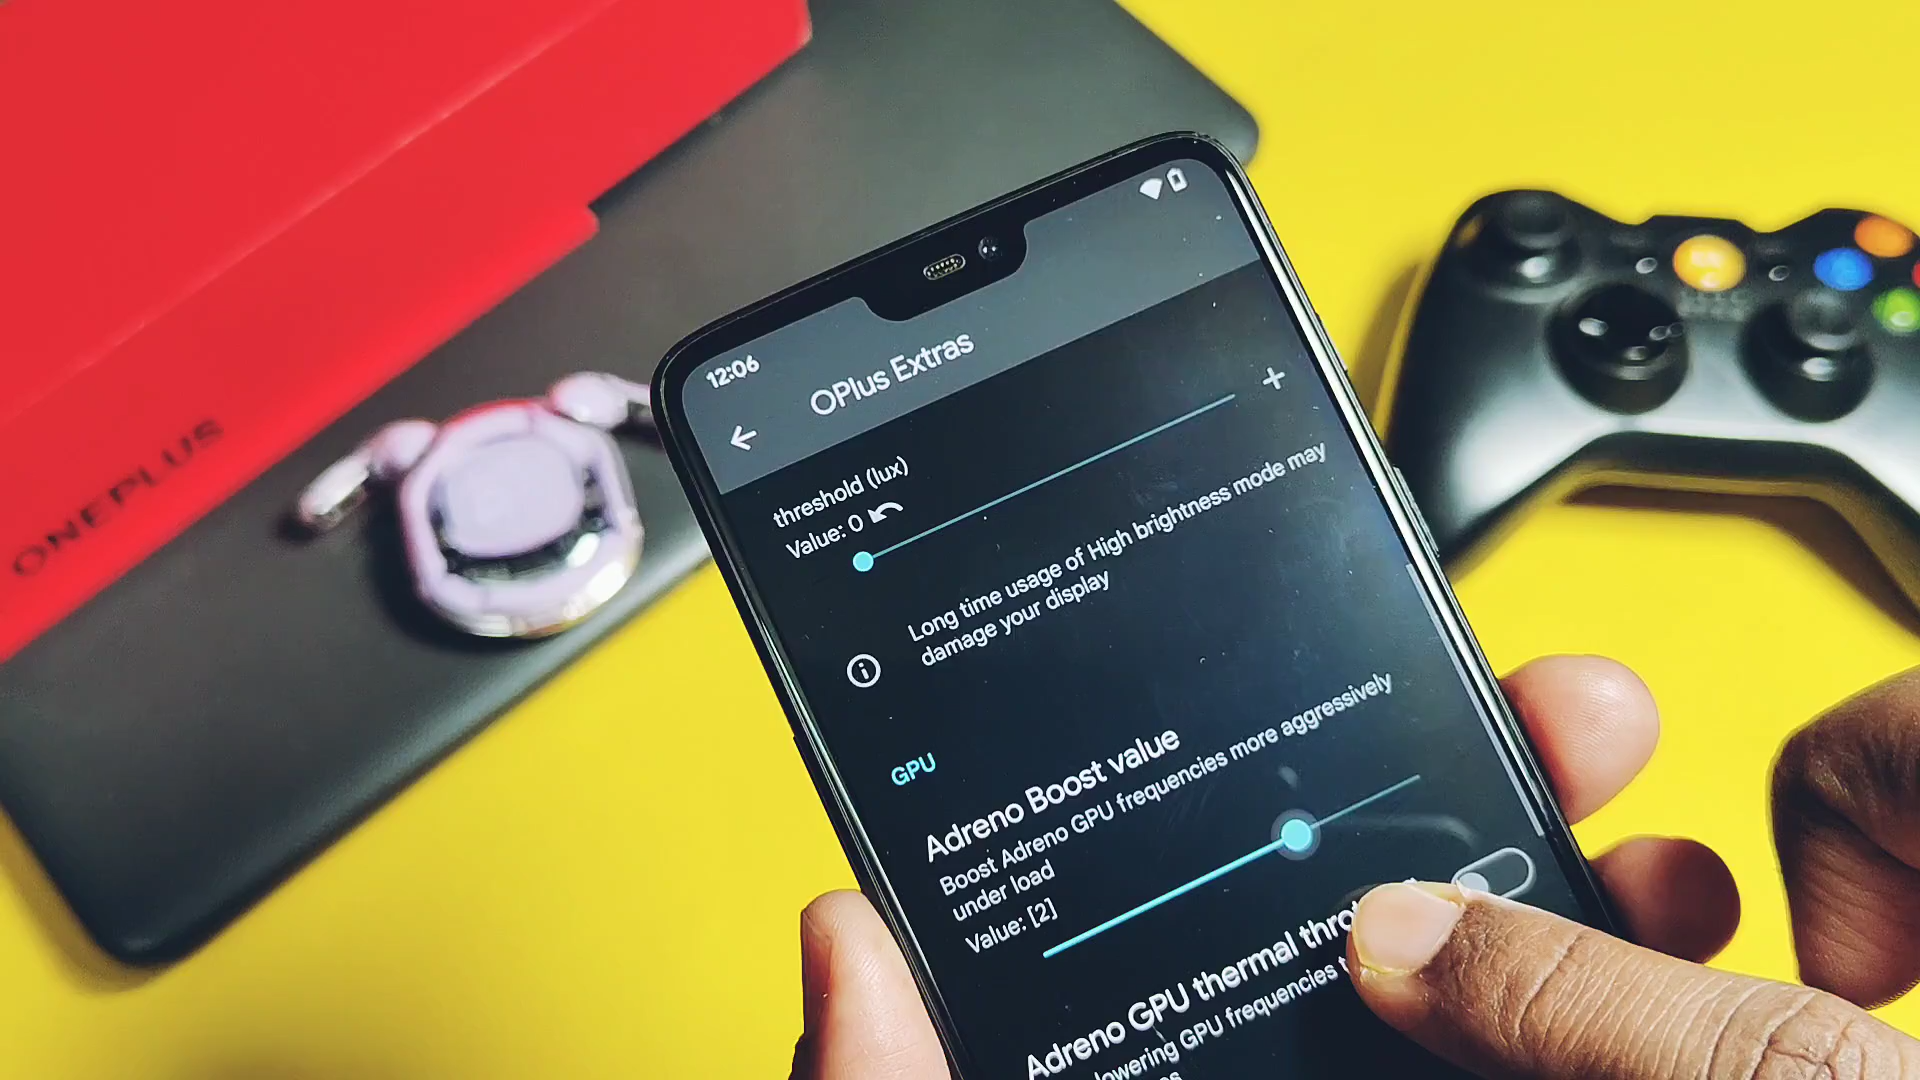 ONEPLUS
12:06
OPlus Extras
threshold (lux)
Value: 0
+
Long time usage of High brightness mode may
damage your display
GPU
Adreno Boost value
Boost Adreno GPU frequencies more aggressively
under load
Value: [2]
Adreno GPU thermal
lowering GPU frequencies